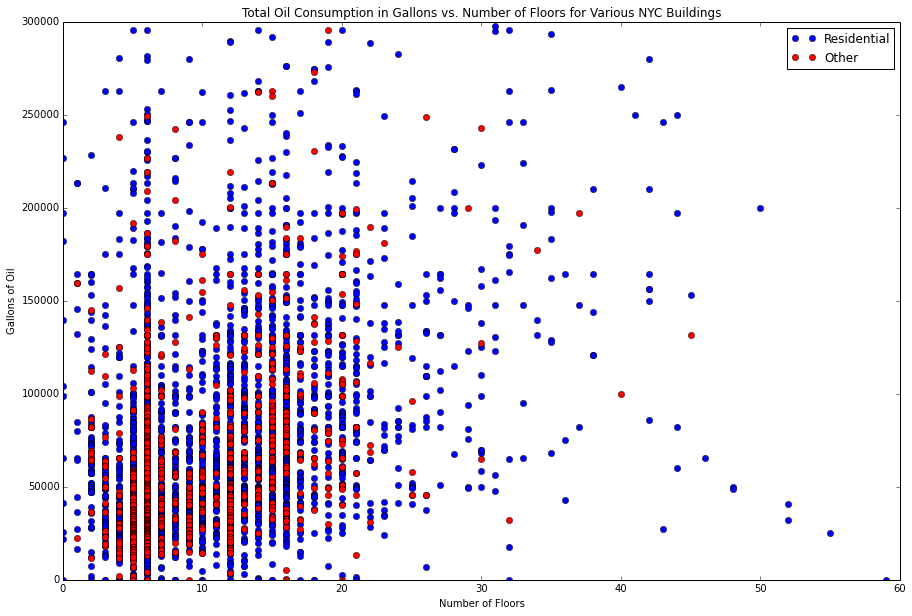 Total Oil Consumption in Gallons vs. Number of Floors for Various NYC Buildings
Residential
Other
300000
250000
200000
150000
100000
50000
0
Gallons of Oil
0 10 20 30 40 50 60
Number of Floors